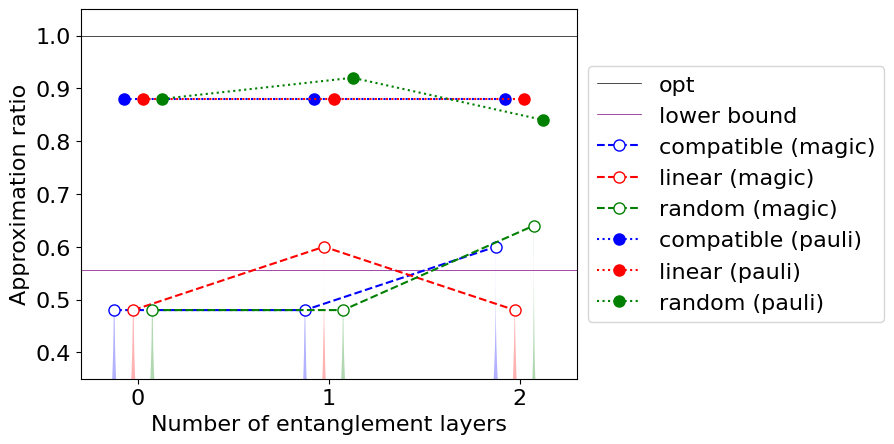 1.0
0.9
0.8
0.7
0.6
0.5
0.4
Approximation ratio
0
1
2
Number of entanglement layers
opt
lower bound
compatible (magic)
linear (magic)
random (magic)
compatible (pauli)
linear (pauli)
random (pauli)